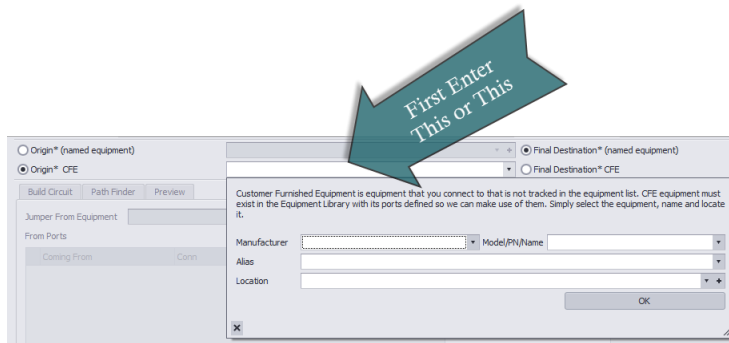 First Enter
This or This
Origin* (named equipment)
Final Destination* (named equipment)
Origin* CFE
Final Destination* CFE
Build Circuit Path Finder Preview
Customer Furnished Equipment is equipment that you connect to that is not tracked in the equipment list. CFE equipment must
exist in the Equipment Library with its ports defined so we can make use of them. Simply select the equipment, name and locate
it.
Jumper From Equipment
From Ports
Coming From Conn
Manufacturer Model/PN/Name
Alias
Location
OK